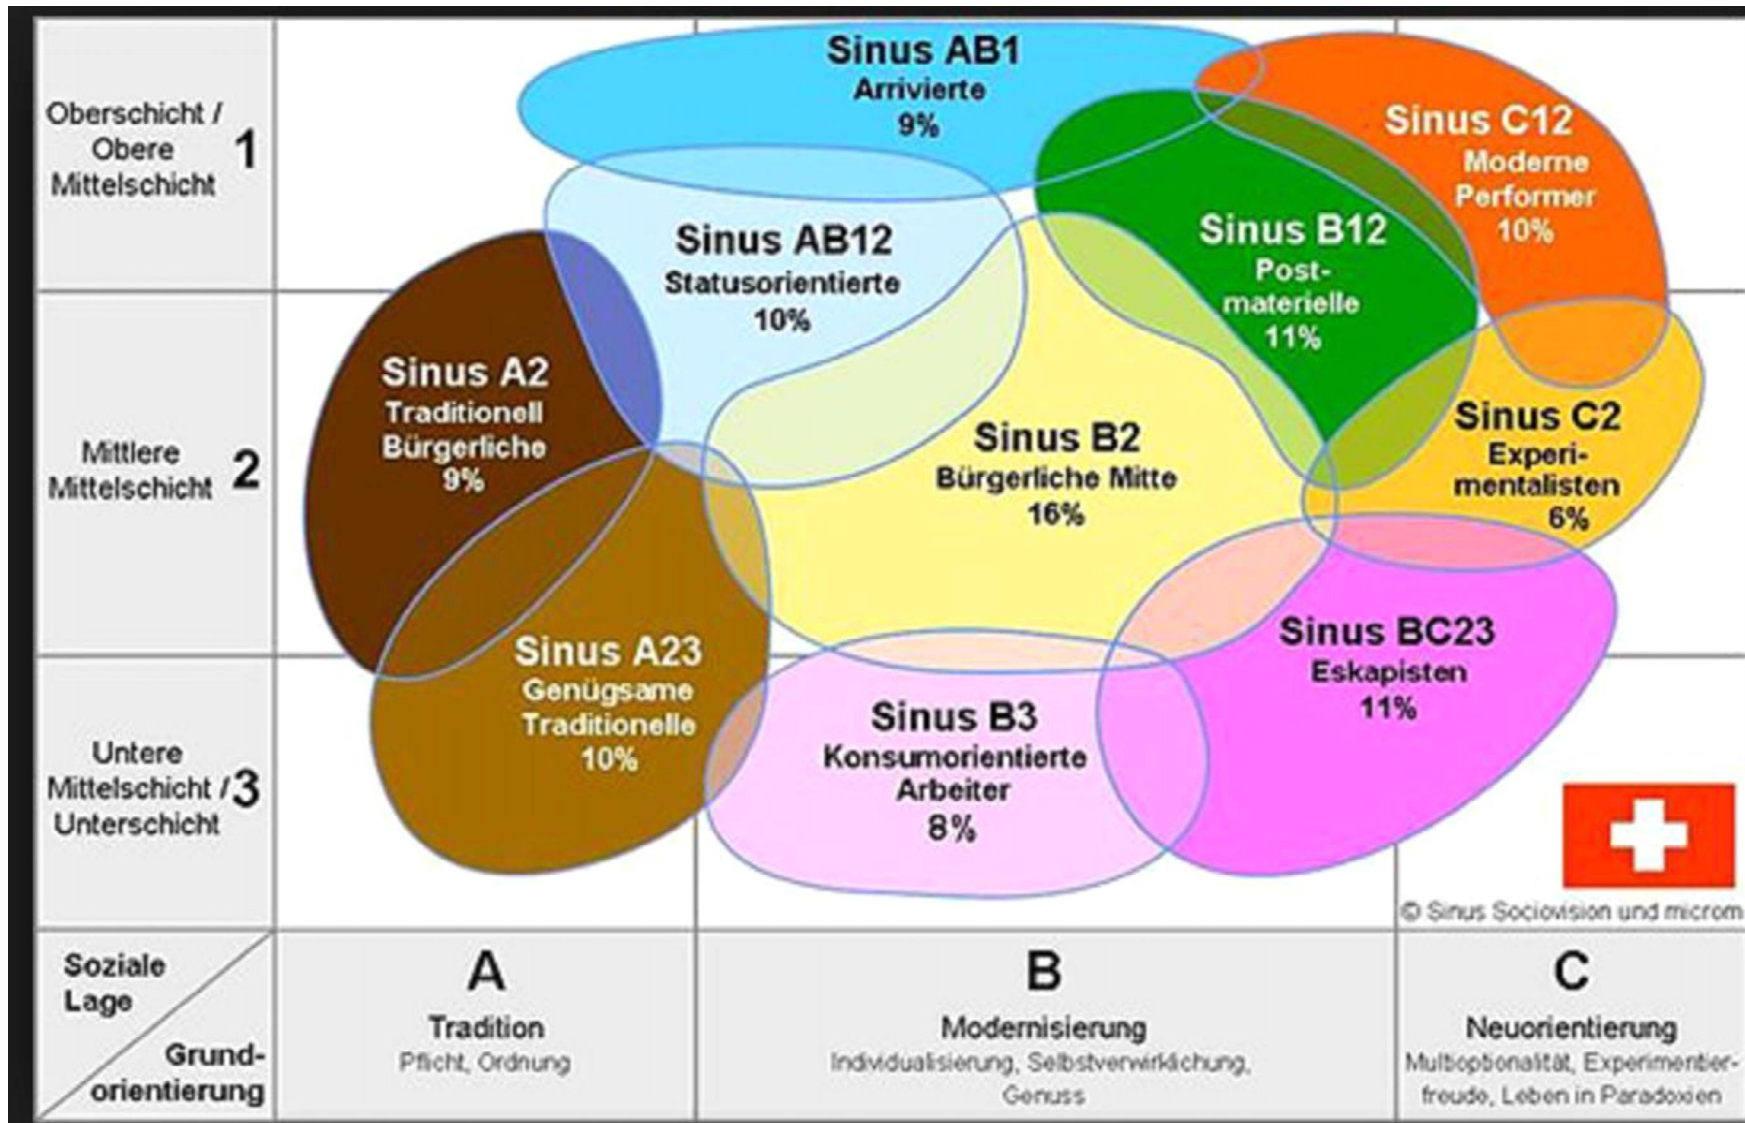 Oberschicht /
Obere
Mittelschicht
1
Mittlere
Mittelschicht
2
Untere
Mittelschicht /
Unterschicht
3
Sinus AB1
Arrivierte
9%
Sinus C12
Moderne
Performer
10%
Sinus AB12
Statusorientierte
10%
Sinus B12
Post-
materielle
11%
Sinus A2
Traditionell
Bürgerliche
9%
Sinus B2
Bürgerliche Mitte
16%
Sinus C2
Experi-
mentalisten
6%
Sinus A23
Genügsame
Traditionelle
10%
Sinus BC23
Eskapisten
11%
Sinus B3
Konsumorientierte
Arbeiter
8%
© Sinus Sociovision und microm
Soziale
Lage
Grund-
orientierung
A
Tradition
Pflicht, Ordnung
B
Modernisierung
Individualisierung, Selbstverwirklichung,
Genuss
C
Neuorientierung
Multioptionalität, Experimentier-
freude, Leben in Paradoxien